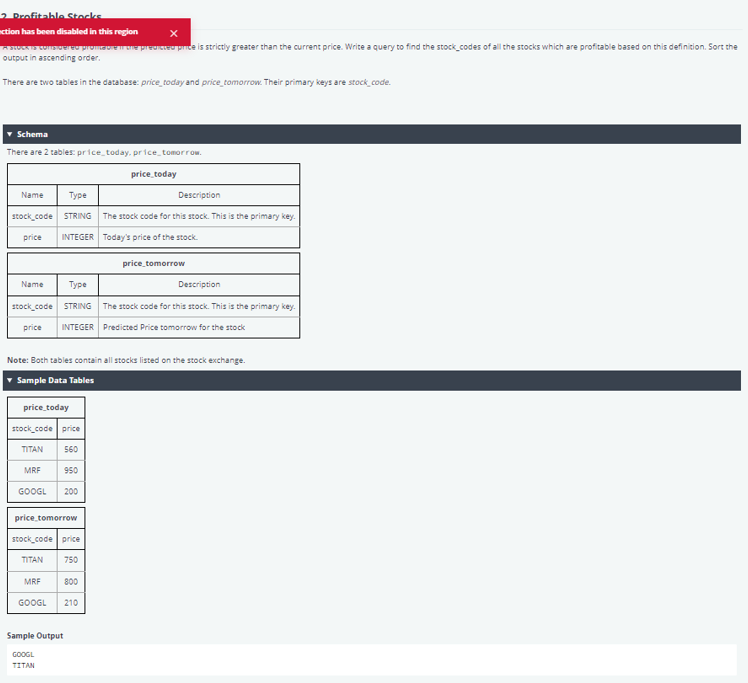 2. Profitable Stocks
ection has been disabled in this region ×
A stock is considered profitable if the predicted price is strictly greater than the current price. Write a query to find the stock_codes of all the stocks which are profitable based on this definition. Sort the
output in ascending order.
There are two tables in the database: price_today and price_tomorrow. Their primary keys are stock_code.
▼ Schema
There are 2 tables: price_today, price_tomorrow.
price_today
Name Type Description
stock_code STRING The stock code for this stock. This is the primary key.
price INTEGER Today's price of the stock.
price_tomorrow
Name Type Description
stock_code STRING The stock code for this stock. This is the primary key.
price INTEGER Predicted Price tomorrow for the stock
Note: Both tables contain all stocks listed on the stock exchange.
▼ Sample Data Tables
price_today
stock_code price
TITAN 560
MRF 950
GOOGL 200
price_tomorrow
stock_code price
TITAN 750
MRF 800
GOOGL 210
Sample Output
GOOGL
TITAN